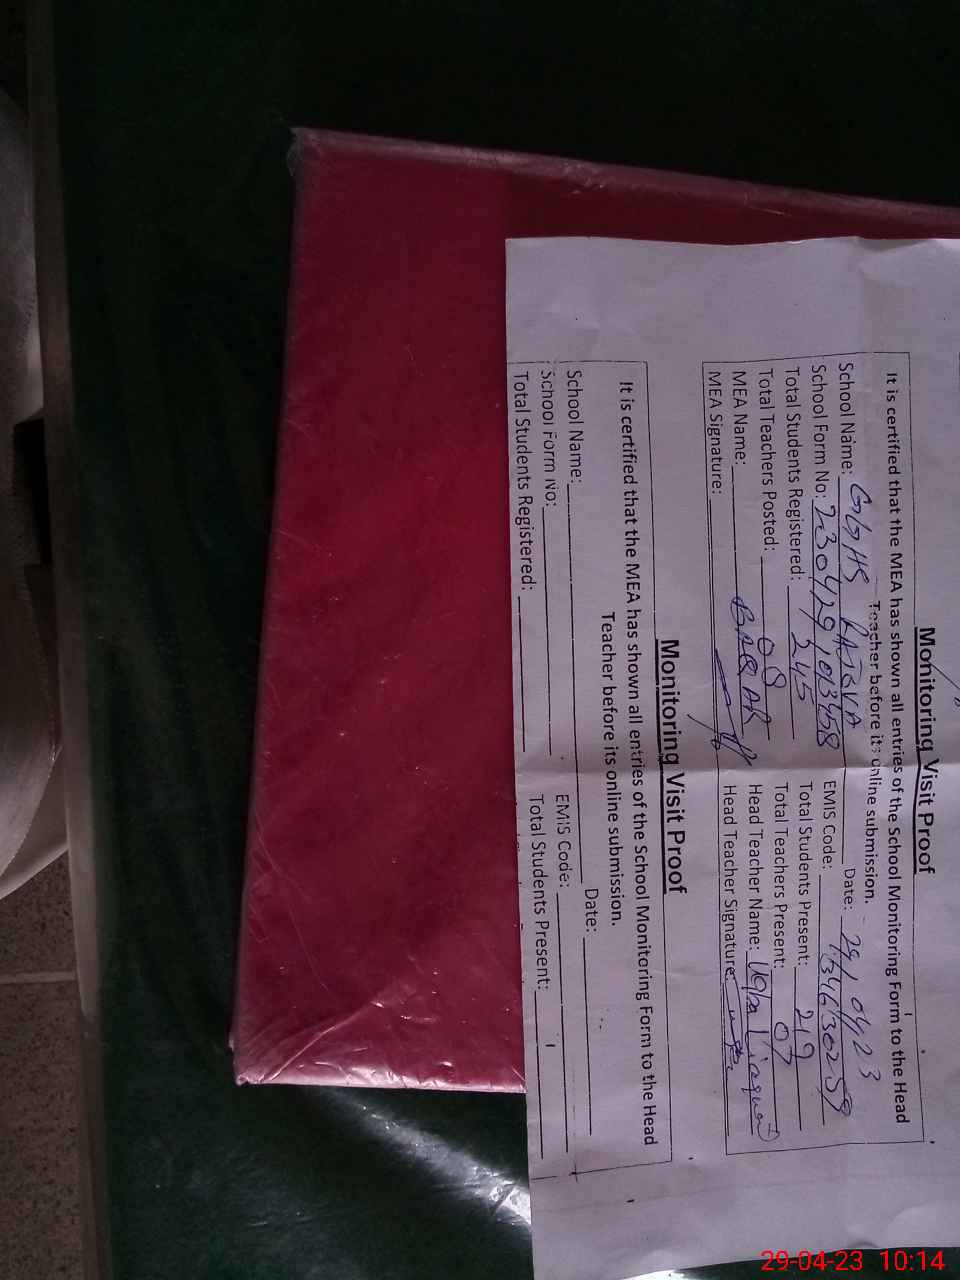 Monitoring Visit Proof
It is certified that the MEA has shown all entries of the School Monitoring Form to the Head
Teacher before its online submission.
School Name: GGHS RAJOYA Date: 29/04/23
School Form No: EMIS Code:
Total Students Registered: 245 Total Students Present: 219
Total Teachers Posted: 08 Total Teachers Present: 07
MEA Name: BAQAR Head Teacher Name: Liaquat
MEA Signature: Head Teacher Signature:
Monitoring Visit Proof
It is certified that the MEA has shown all entries of the School Monitoring Form to the Head
Teacher before its online submission.
School Name: Date:
School Form No: EMIS Code:
Total Students Registered: Total Students Present:
29-04-23 10:14